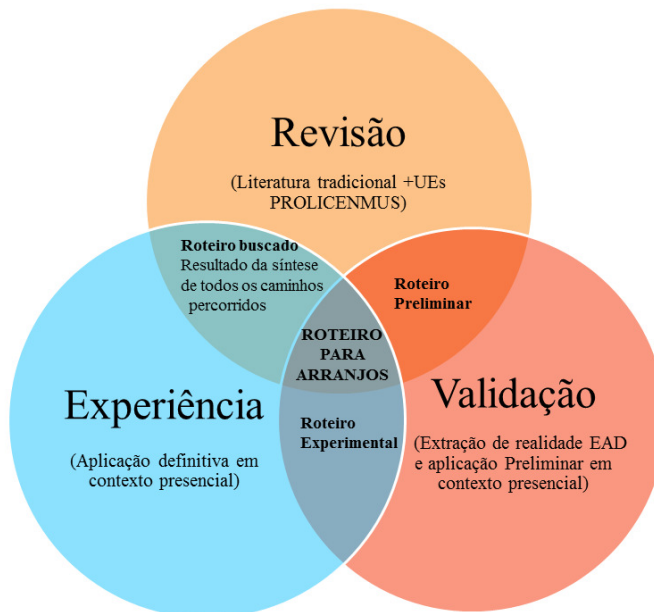 Revisão
(Literatura tradicional +UEs
PROLICENMUS)
Roteiro buscado
Resultado da síntese
de todos os caminhos
percorridos
Roteiro
Preliminar
ROTEIRO
PARA
ARRANJOS
Experiência
(Aplicação definitiva em
contexto presencial)
Roteiro
Experimental
Validação
(Extração de realidade EAD
e aplicação Preliminar em
contexto presencial)